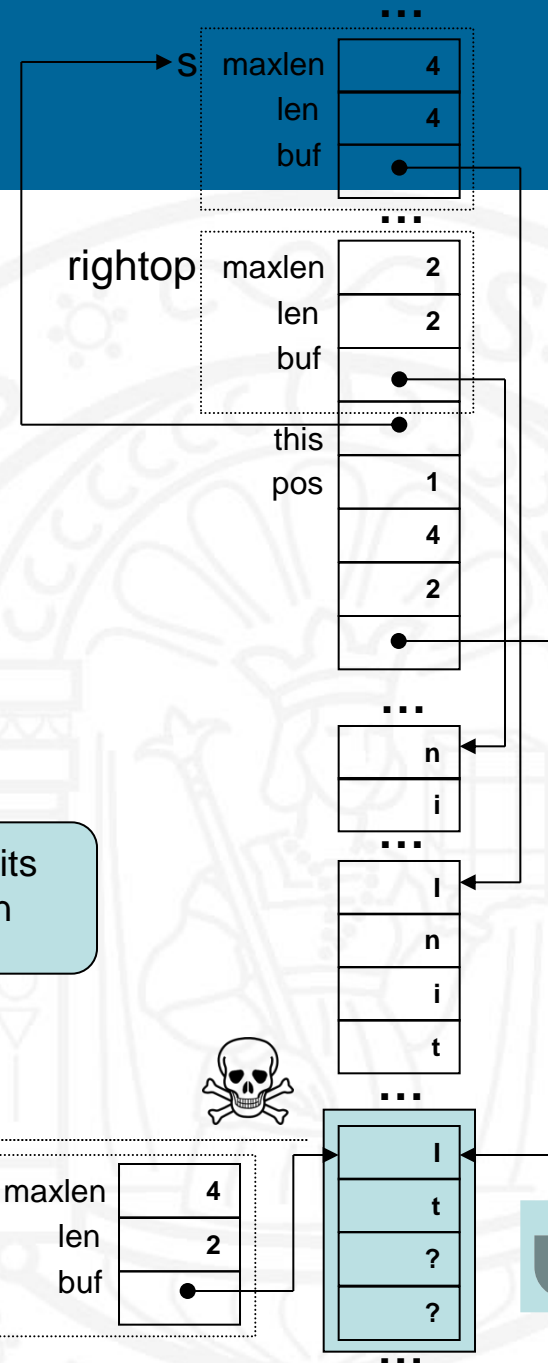 ...
s maxlen 4
len 4
buf
...
rightop maxlen 2
len 2
buf
this
pos 1
4
2
...
n
i
...
its
n
I
n
i
t
...
I
t
?
?
maxlen 4
len 2
buf
...